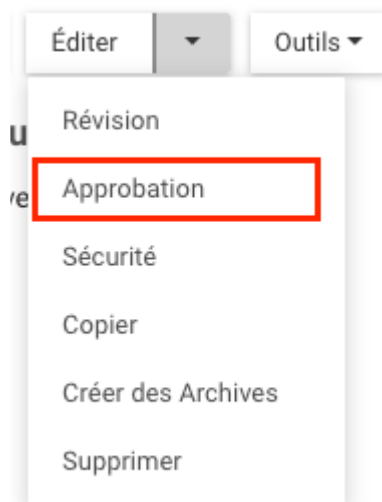 Éditer Outils
Révision
Approbation
Sécurité
Copier
Créer des Archives
Supprimer